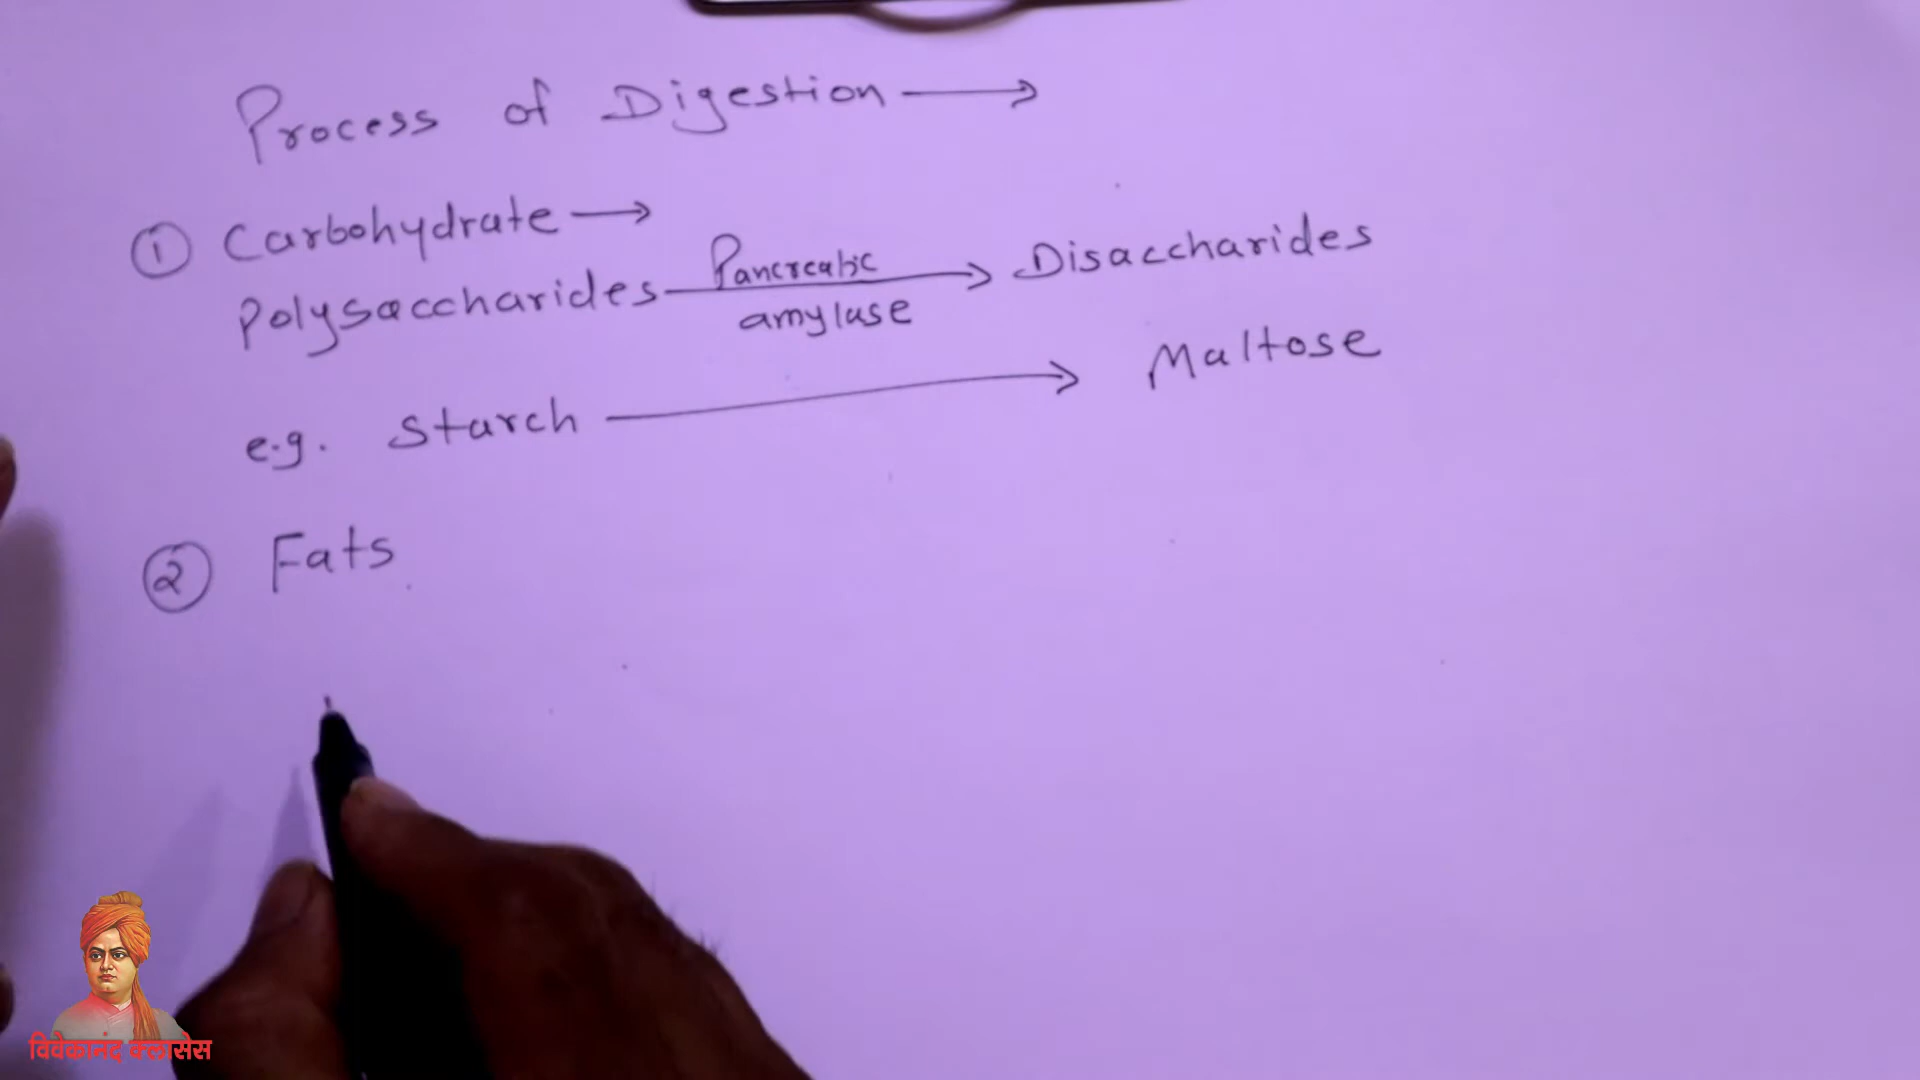 Process of Digestion ⟶
① Carbohydrate ⟶
Polysaccharides Pancreatic amylase ⟶ Disaccharides
e.g. Starch ⟶ Maltose
② Fats
विवेकानंद क्लासेस